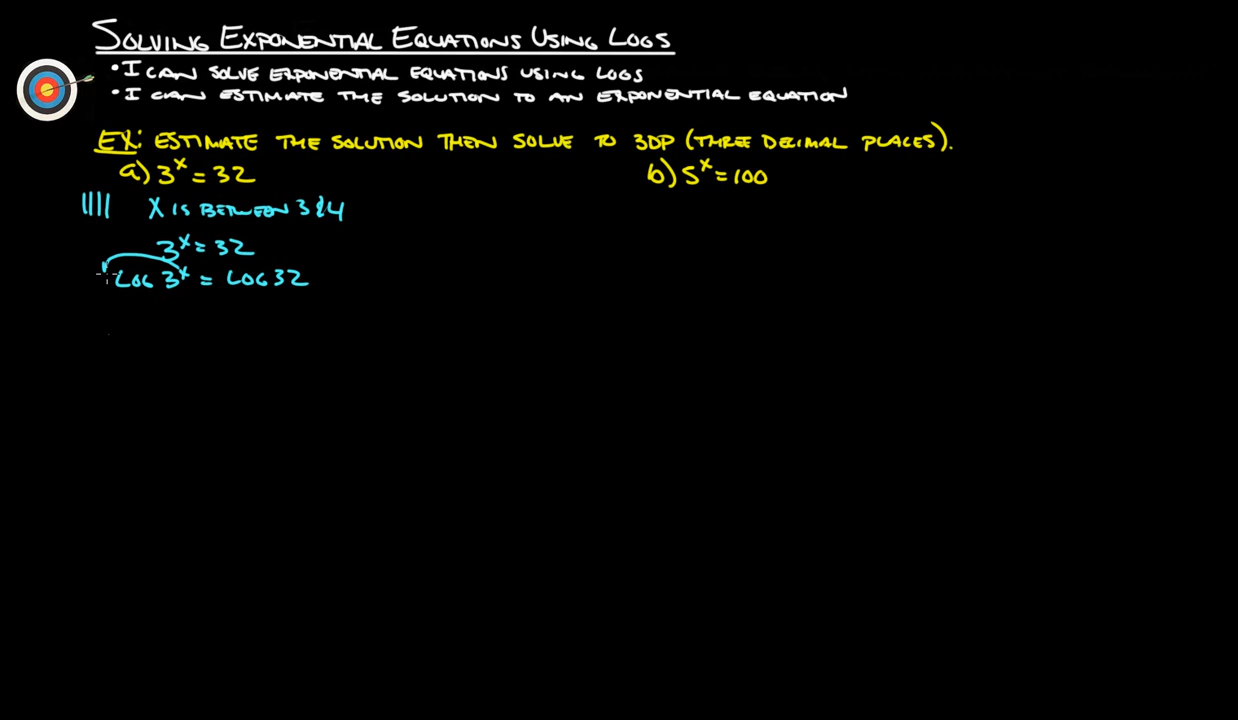 SOLVING EXPONENTIAL EQUATIONS USING LOGS
• I CAN SOLVE EXPONENTIAL EQUATIONS USING LOGS
• I CAN ESTIMATE THE SOLUTION TO AN EXPONENTIAL EQUATION
EX: ESTIMATE THE SOLUTION THEN SOLVE TO 3DP (THREE DECIMAL PLACES).
a) 3^x = 32
b) 5^x = 100
|||| X IS BETWEEN 3 & 4
3^x = 32
LOG 3^x = LOG 32